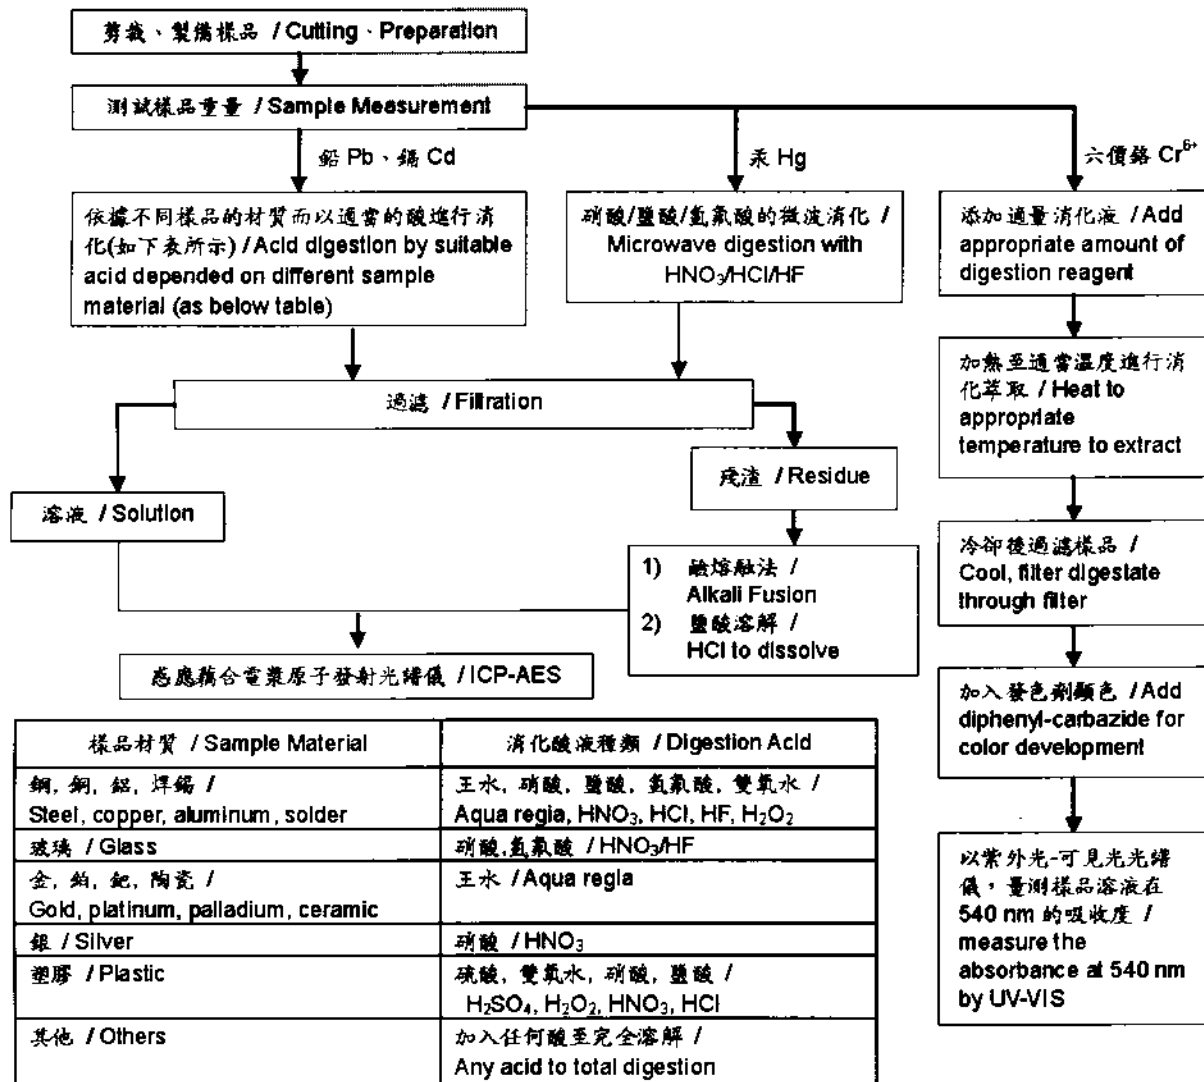 剪裁、製備樣品 / Cutting、Preparation
測試樣品重量 / Sample Measurement
鉛 Pb、鎘 Cd
汞 Hg
六價鉻 Cr⁶⁺
依據不同樣品的材質而以適當的酸進行消
化(如下表所示) / Acid digestion by suitable
acid depended on different sample
material (as below table)
硝酸/鹽酸/氫氟酸的微波消化 /
Microwave digestion with
HNO₃/HCl/HF
添加適量消化液 / Add
appropriate amount of
digestion reagent
加熱至適當溫度進行消
化萃取 / Heat to
appropriate
temperature to extract
過濾 / Filtration
殘渣 / Residue
溶液 / Solution
冷卻後過濾樣品 /
Cool, filter digestate
through filter
1) 鹼熔融法 /
Alkali Fusion
2) 鹽酸溶解 /
HCl to dissolve
感應藕合電漿原子發射光譜儀 / ICP-AES
加入發色劑顯色 / Add
diphenyl-carbazide for
color development
以紫外光-可見光光譜
儀，量測樣品溶液在
540 nm 的吸收度 /
measure the
absorbance at 540 nm
by UV-VIS
樣品材質 / Sample Material
消化酸液種類 / Digestion Acid
鋼, 銅, 鋁, 焊錫 /
Steel, copper, aluminum, solder
王水, 硝酸, 鹽酸, 氫氟酸, 雙氧水 /
Aqua regia, HNO₃, HCl, HF, H₂O₂
玻璃 / Glass
硝酸,氫氟酸 / HNO₃/HF
金, 鉑, 鈀, 陶瓷 /
Gold, platinum, palladium, ceramic
王水 / Aqua regia
銀 / Silver
硝酸 / HNO₃
塑膠 / Plastic
硫酸, 雙氧水, 硝酸, 鹽酸 /
H₂SO₄, H₂O₂, HNO₃, HCl
其他 / Others
加入任何酸至完全溶解 /
Any acid to total digestion